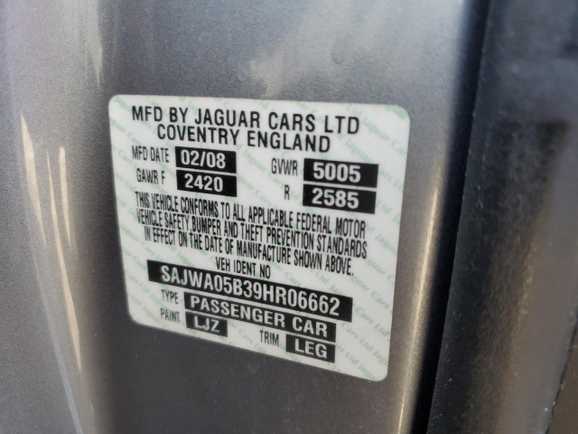 MFD BY JAGUAR CARS LTD
COVENTRY ENGLAND
MFD DATE 02/08 GVWR 5005
GAWR F 2420 R 2585
THIS VEHICLE CONFORMS TO ALL APPLICABLE FEDERAL MOTOR
VEHICLE SAFETY, BUMPER AND THEFT PREVENTION STANDARDS
IN EFFECT ON THE DATE OF MANUFACTURE SHOWN ABOVE.
VEH IDENT.NO
SAJWA05B39HR06662
TYPE PASSENGER CAR
PAINT LJZ TRIM LEG